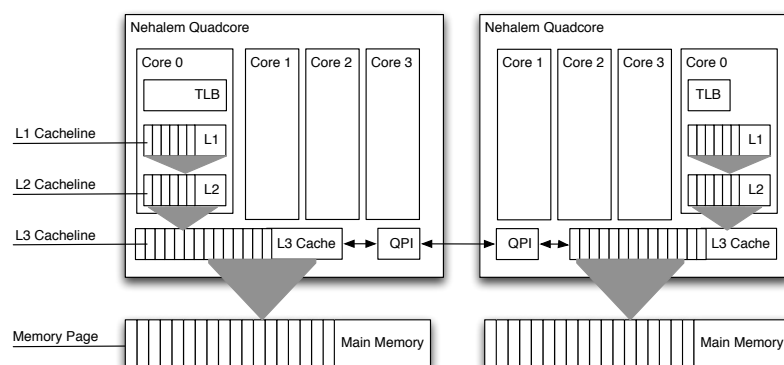 Nehalem Quadcore
Nehalem Quadcore
Core 0
Core 1
Core 2
Core 3
Core 1
Core 2
Core 3
Core 0
TLB
TLB
L1 Cacheline
L1
L1
L2 Cacheline
L2
L2
L3 Cacheline
L3 Cache
QPI
QPI
L3 Cache
Memory Page
Main Memory
Main Memory